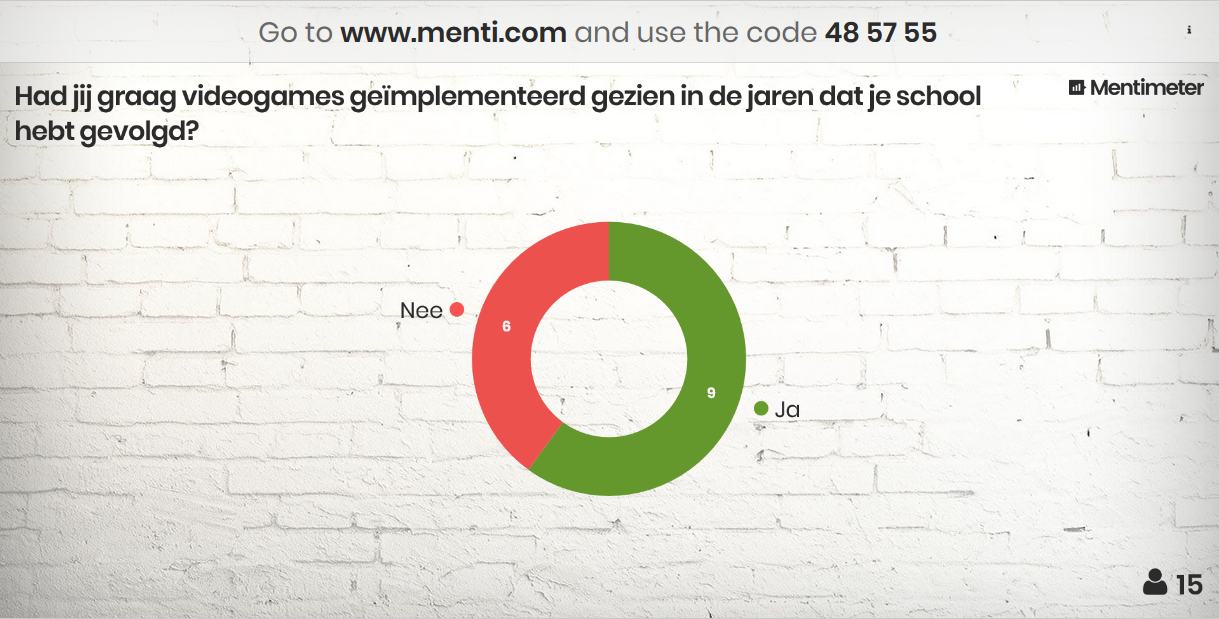 Go to www.menti.com and use the code 48 57 55
i
Had jij graag videogames geïmplementeerd gezien in de jaren dat je school
hebt gevolgd?
Mentimeter
Nee
6
9
Ja
15